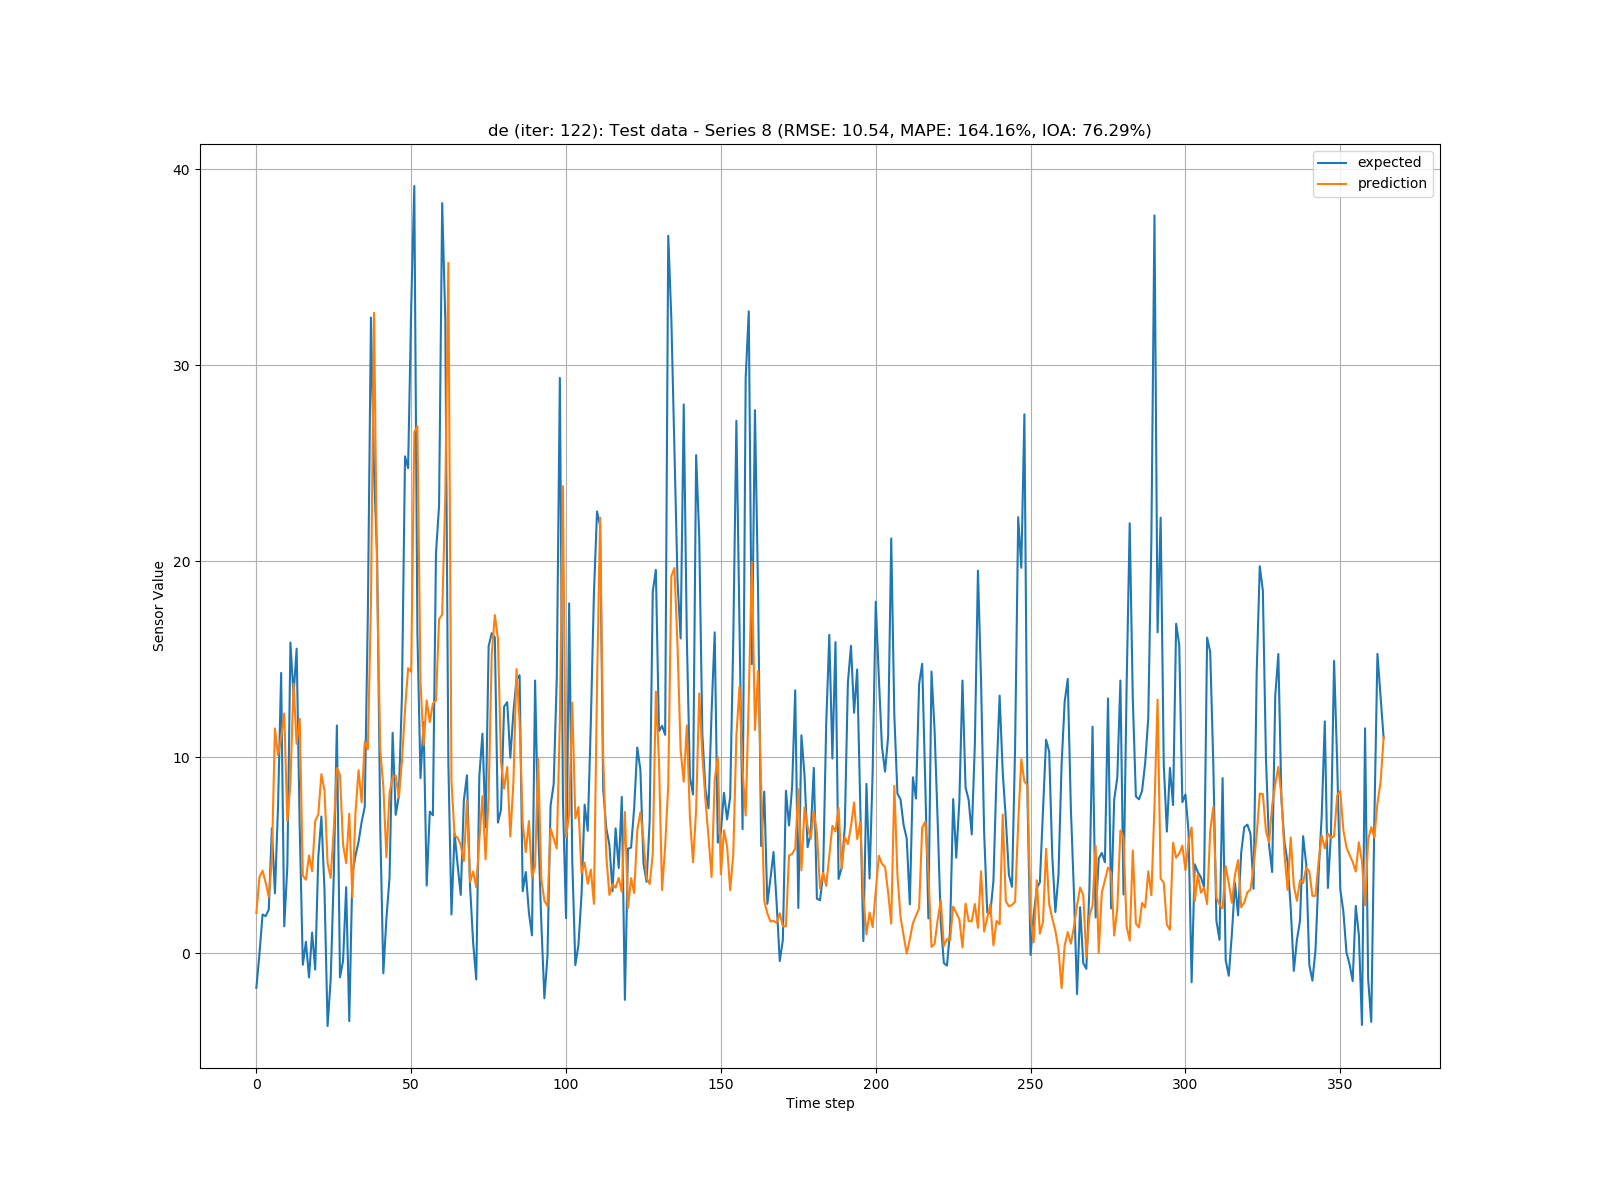 de (iter: 122): Test data - Series 8 (RMSE: 10.54, MAPE: 164.16%, IOA: 76.29%)
expected
prediction
40
30
20
10
0
Sensor Value
0 50 100 150 200 250 300 350
Time step